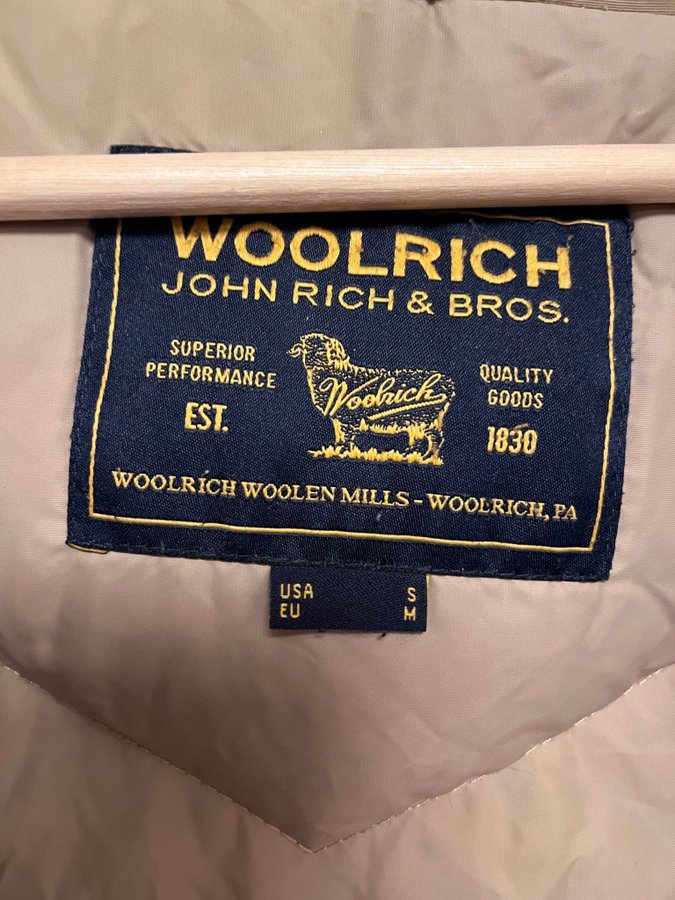 WOOLRICH
JOHN RICH & BROS.
SUPERIOR
PERFORMANCE
EST.
Woolrich
QUALITY
GOODS
1830
WOOLRICH WOOLEN MILLS - WOOLRICH, PA
USA S
EU M